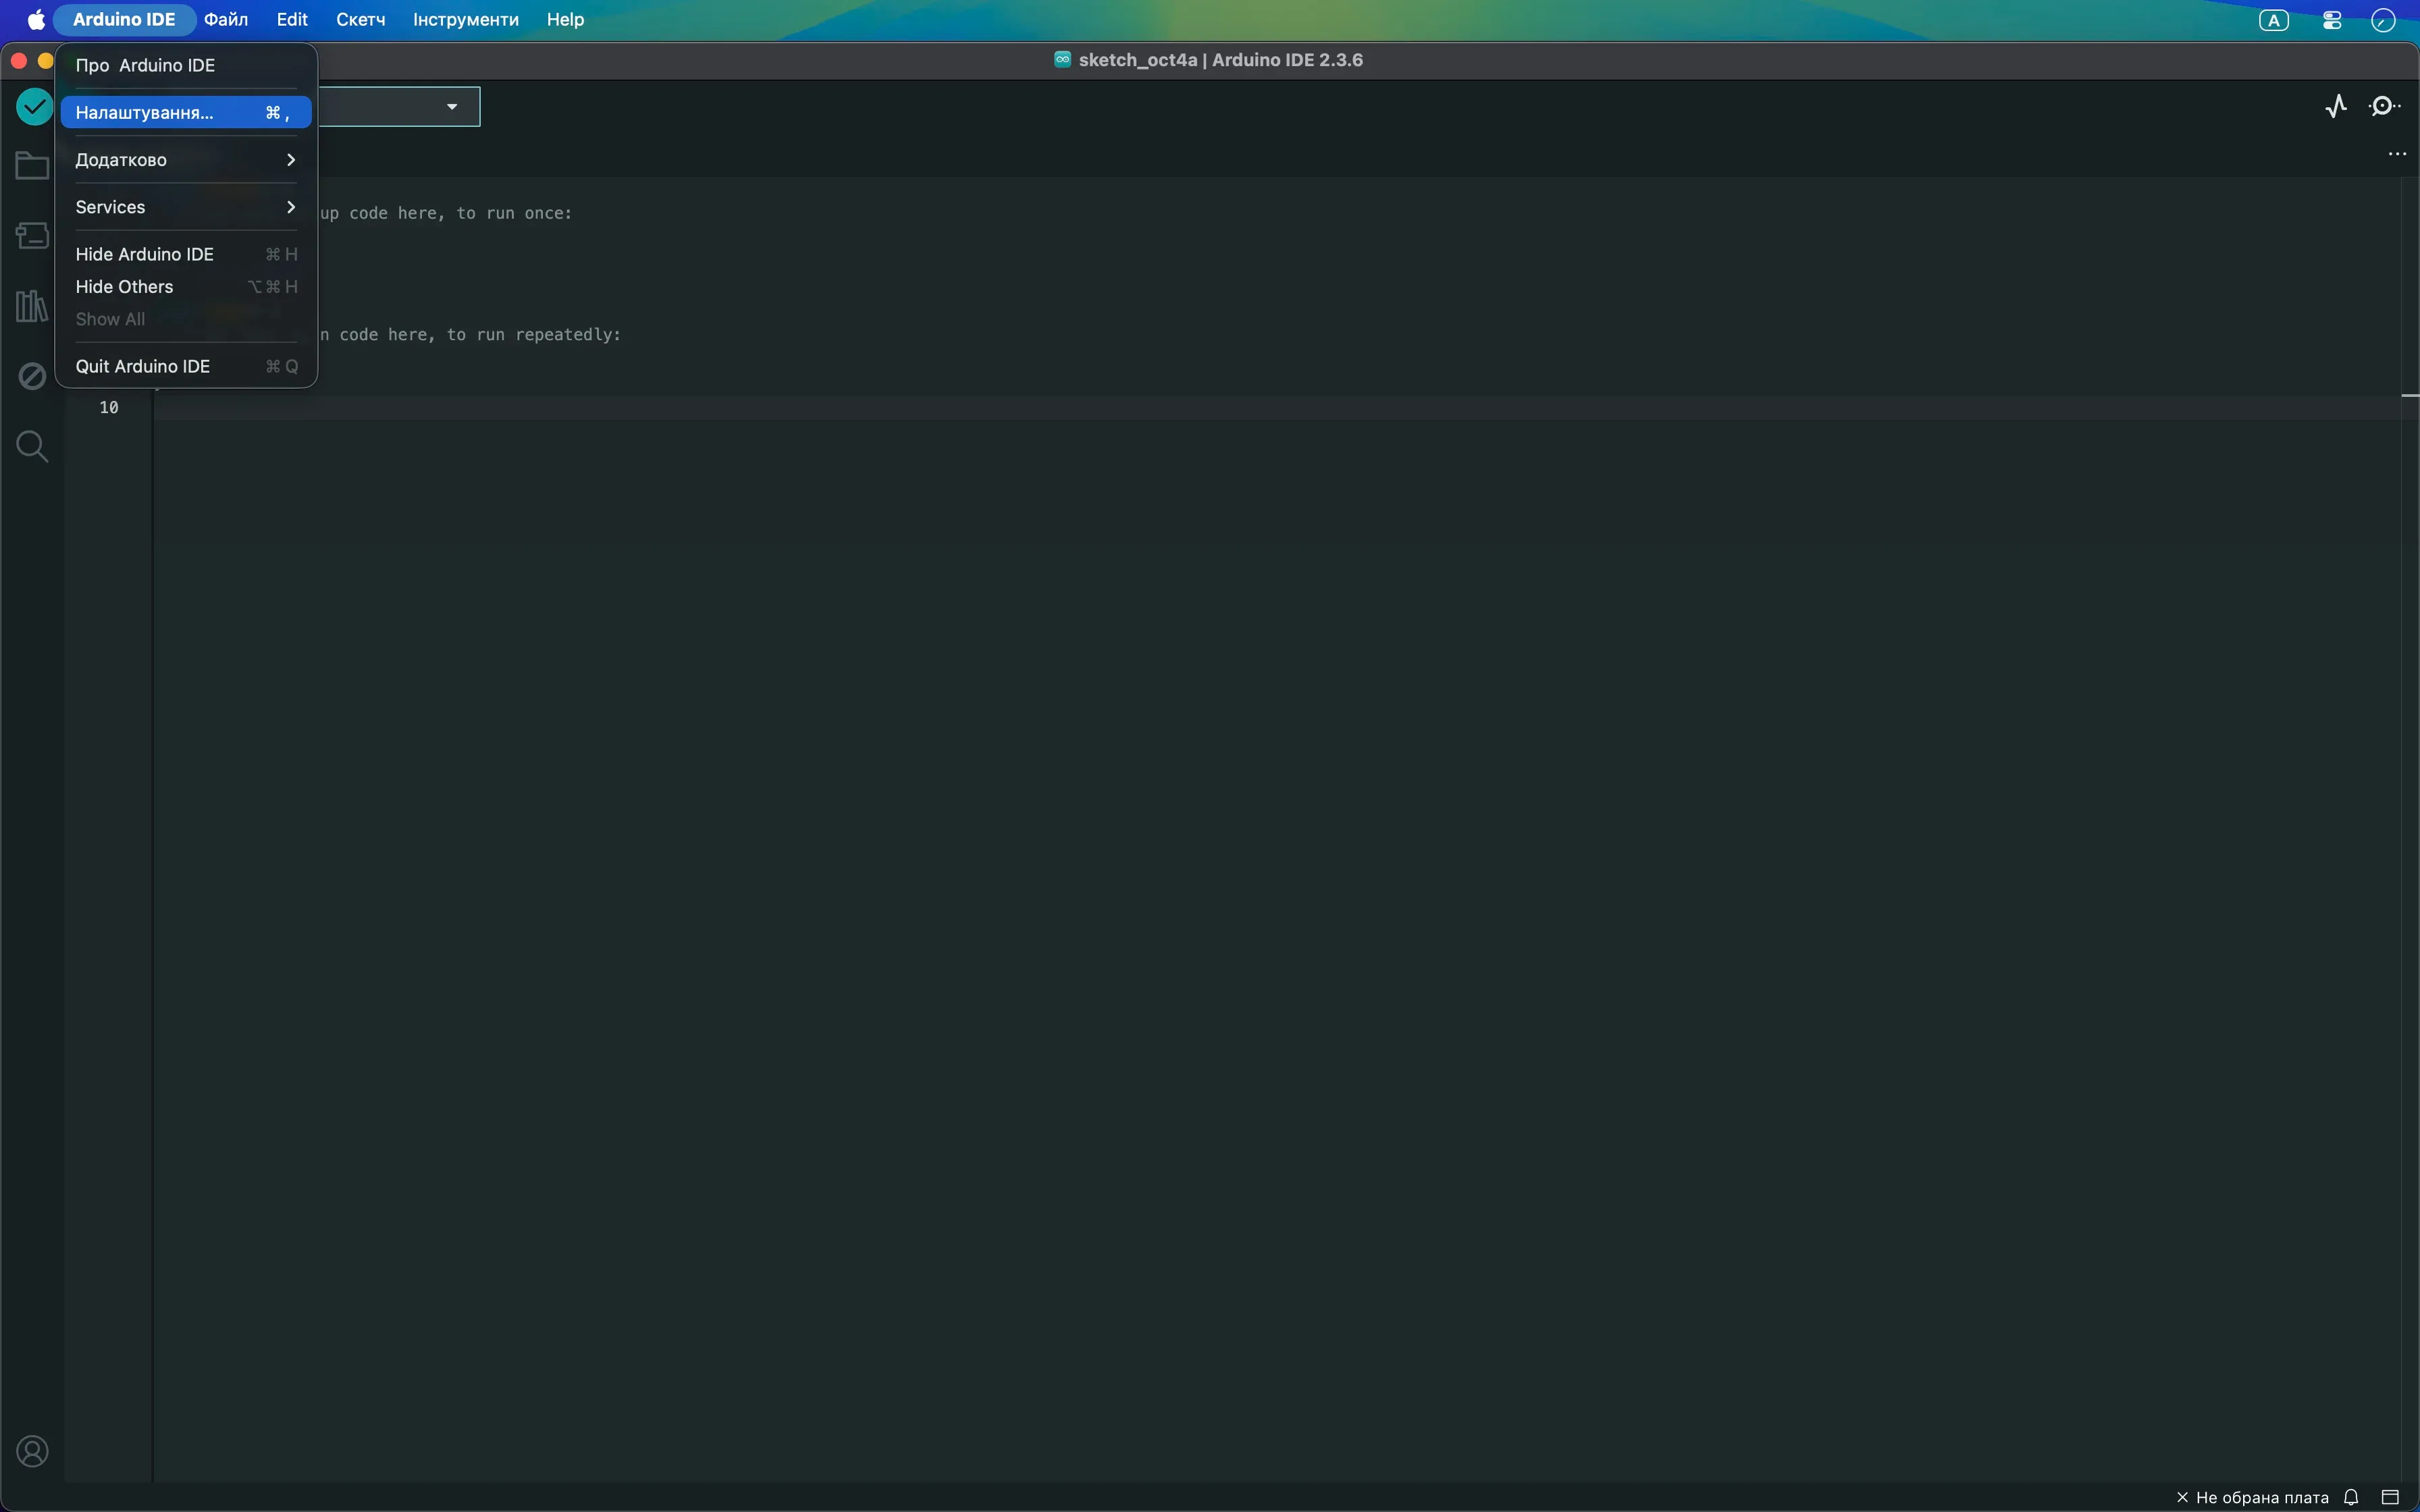 Arduino IDE Файл Edit Скетч Інструменти Help A
sketch_oct4a | Arduino IDE 2.3.6
Про Arduino IDE
Налаштування... ⌘ ,
Додатково
Services
up code here, to run once:
Hide Arduino IDE ⌘ H
Hide Others ⌥ ⌘ H
Show All
n code here, to run repeatedly:
Quit Arduino IDE ⌘ Q
10
Не обрана плата